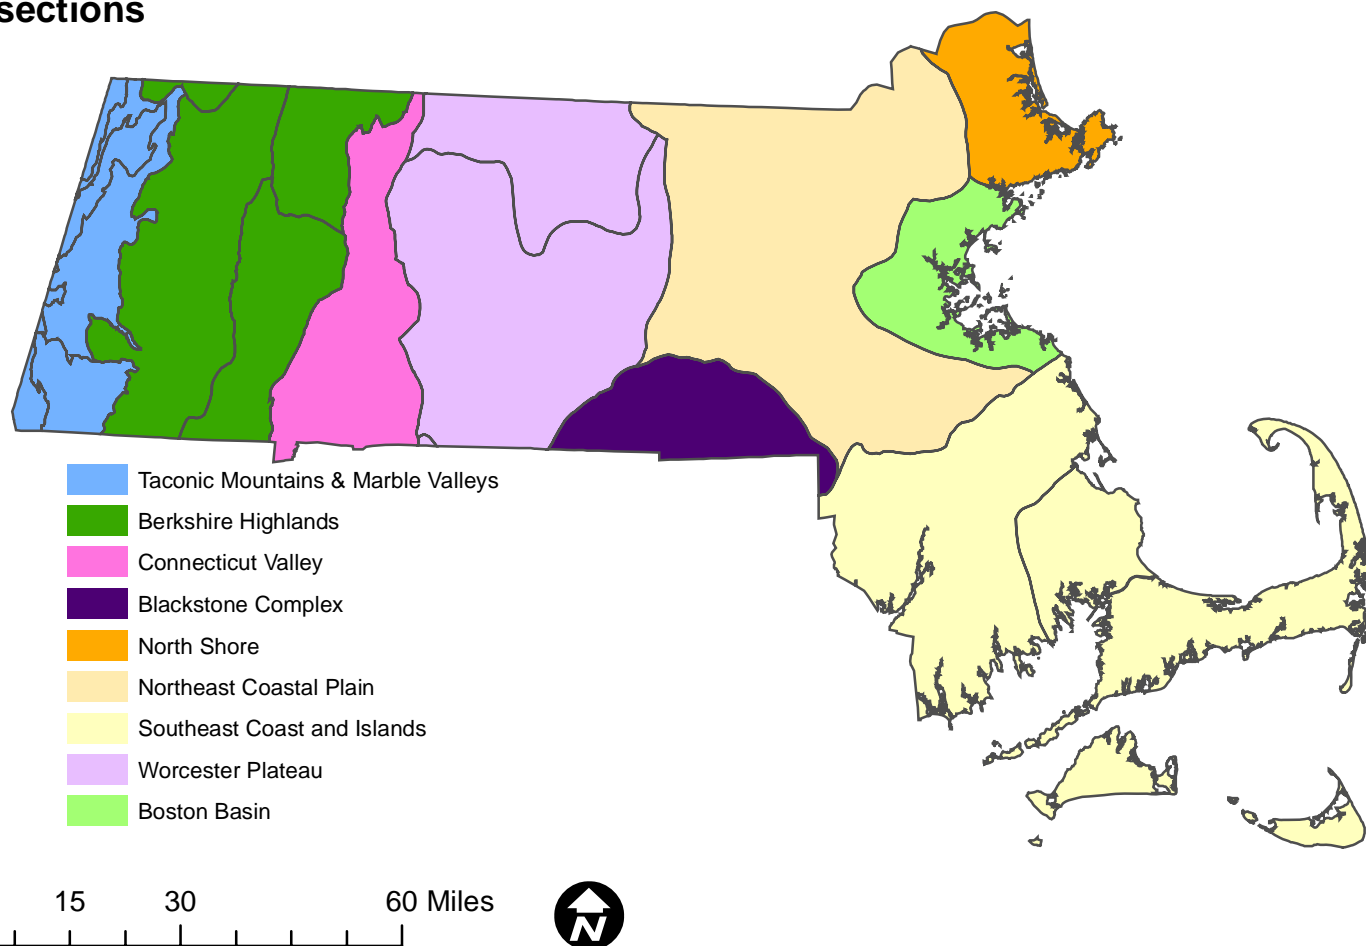 sections
Taconic Mountains & Marble Valleys
Berkshire Highlands
Connecticut Valley
Blackstone Complex
North Shore
Northeast Coastal Plain
Southeast Coast and Islands
Worcester Plateau
Boston Basin
15 30 60 Miles
N